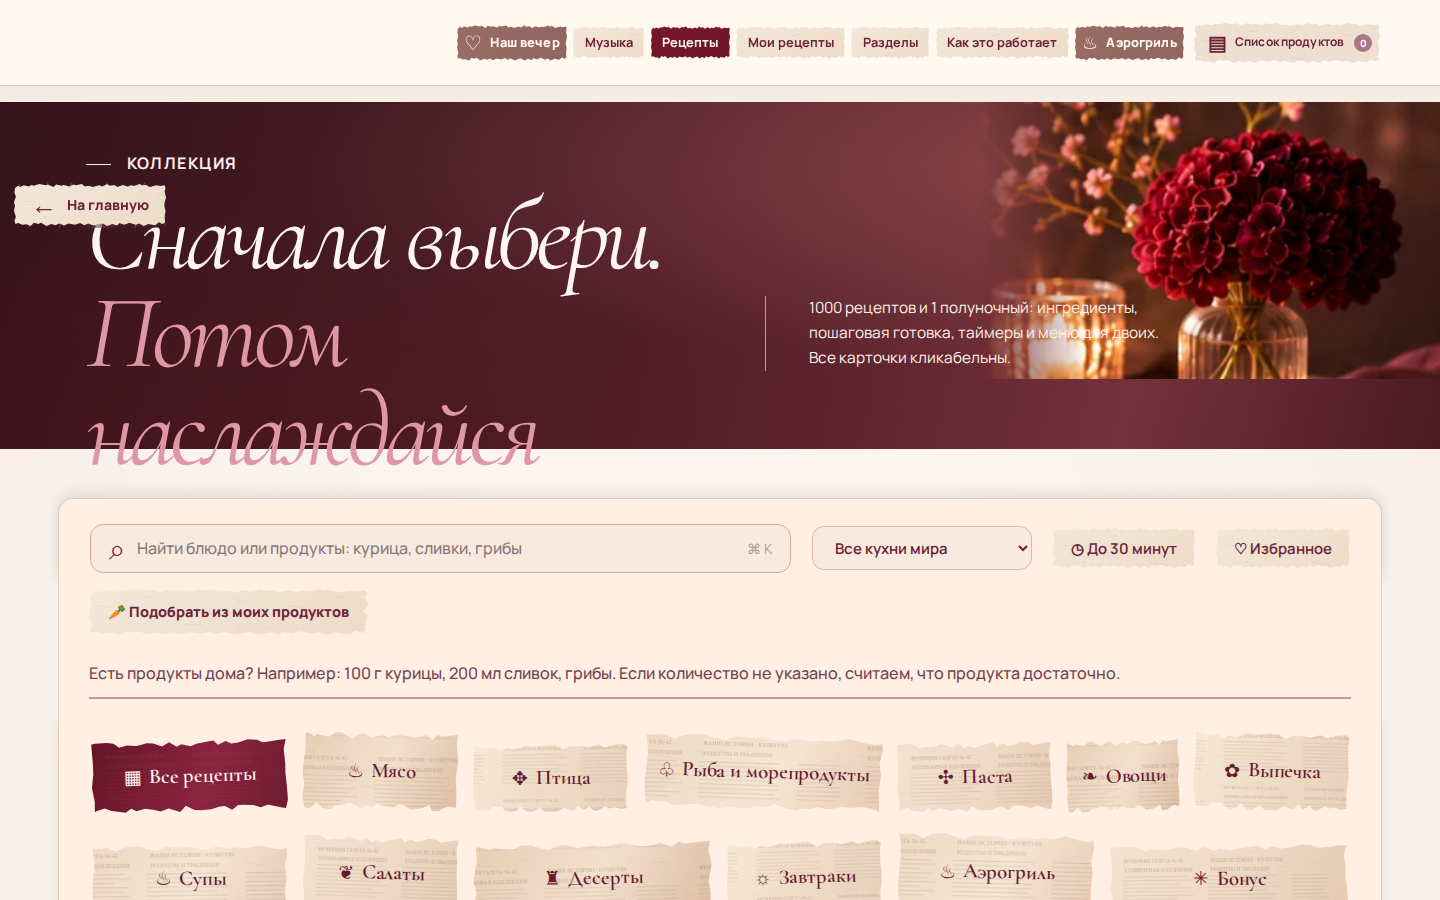 ♡ Наш вечер Музыка Рецепты Мои рецепты Разделы Как это работает Аэрогриль Список продуктов 0
КОЛЛЕКЦИЯ
← На главную
Сначала выбери.
Потом
наслаждайся
1000 рецептов и 1 полуночный: ингредиенты,
пошаговая готовка, таймеры и меню для двоих.
Все карточки кликабельны.
Найти блюдо или продукты: курица, сливки, грибы ⌘ K
Все кухни мира
До 30 минут
♡ Избранное
Подобрать из моих продуктов
Есть продукты дома? Например: 100 г курицы, 200 мл сливок, грибы. Если количество не указано, считаем, что продукта достаточно.
Все рецепты Мясо Птица Рыба и морепродукты Паста Овощи Выпечка
Супы Салаты Десерты Завтраки Аэрогриль Бонус